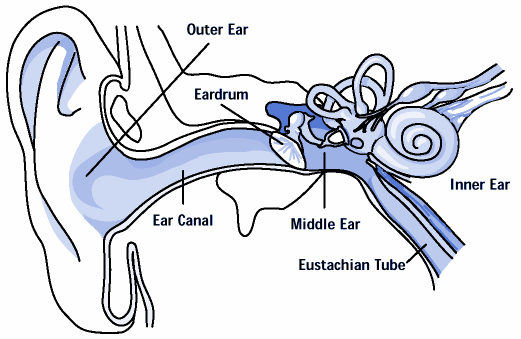 Outer Ear
Eardrum
Inner Ear
Ear Canal
Middle Ear
Eustachian Tube